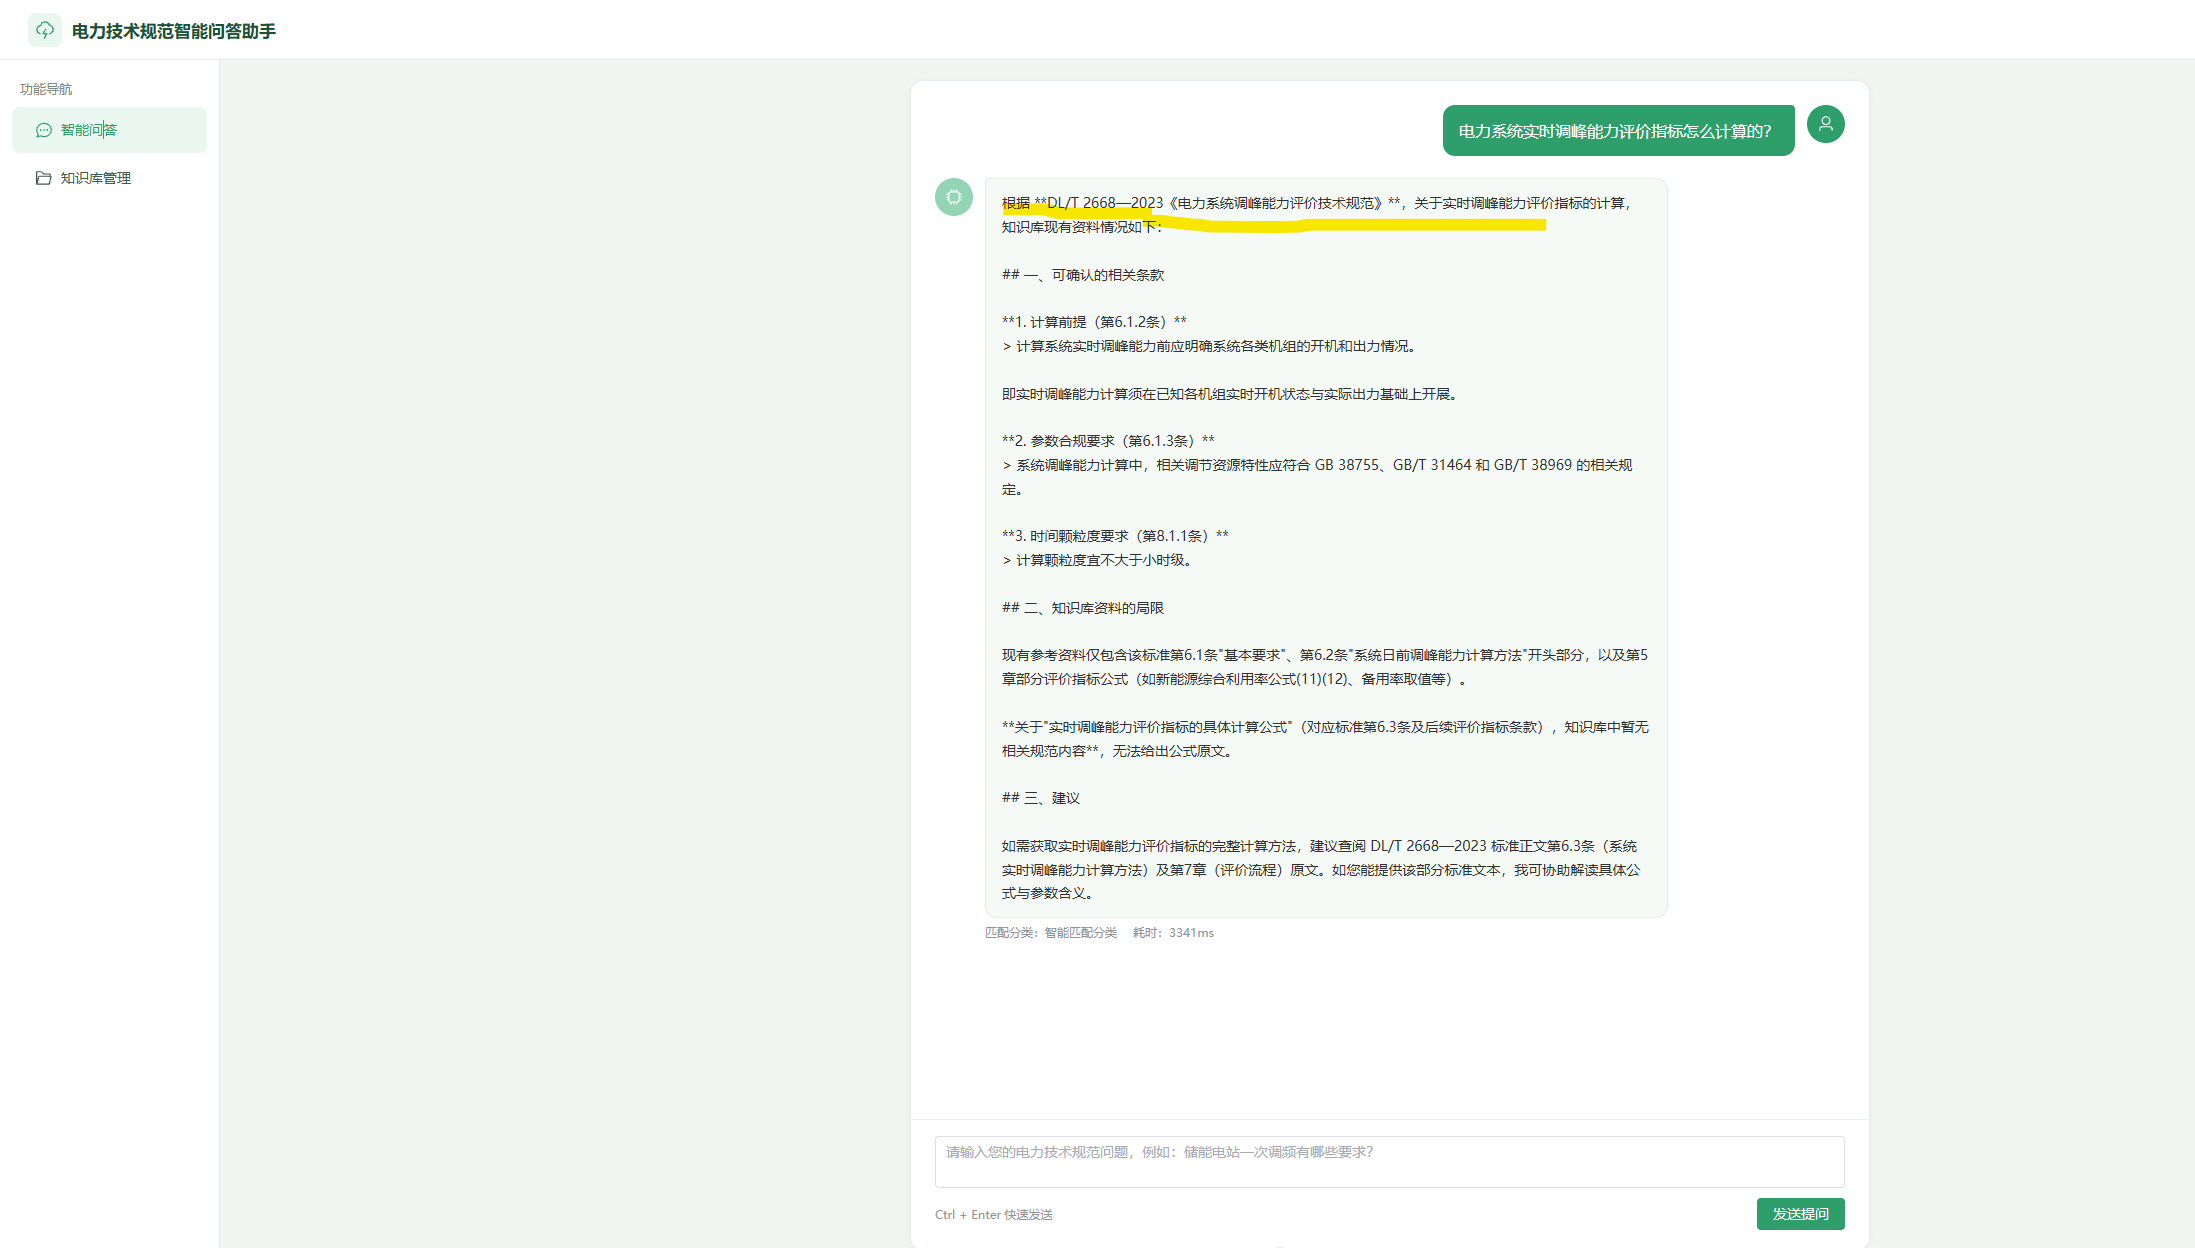 电力技术规范智能问答助手
功能导航
智能问答
知识库管理
电力系统实时调峰能力评价指标怎么计算的？
根据 **DL/T 2668—2023《电力系统调峰能力评价技术规范》**，关于实时调峰能力评价指标的计算，
知识库现有资料情况如下：
## 一、可确认的相关条款
**1. 计算前提（第6.1.2条）**
> 计算系统实时调峰能力前应明确系统各类机组的开机和出力情况。
即实时调峰能力计算须在已知各机组实时开机状态与实际出力基础上开展。
**2. 参数合规要求（第6.1.3条）**
> 系统调峰能力计算中，相关调节资源特性应符合 GB 38755、GB/T 31464 和 GB/T 38969 的相关规
定。
**3. 时间颗粒度要求（第8.1.1条）**
> 计算颗粒度宜不大于小时级。
## 二、知识库资料的局限
现有参考资料仅包含该标准第6.1条"基本要求"、第6.2条"系统日前调峰能力计算方法"开头部分，以及第5
章部分评价指标公式（如新能源综合利用率公式(11)(12)、备用率取值等）。
**关于"实时调峰能力评价指标的具体计算公式"（对应标准第6.3条及后续评价指标条款），知识库中暂无
相关规范内容**，无法给出公式原文。
## 三、建议
如需获取实时调峰能力评价指标的完整计算方法，建议查阅 DL/T 2668—2023 标准正文第6.3条（系统
实时调峰能力计算方法）及第7章（评价流程）原文。如您能提供该部分标准文本，我可协助解读具体公
式与参数含义。
匹配分类：智能匹配分类 耗时：3341ms
请输入您的电力技术规范问题，例如：储能电站一次调频有哪些要求？
Ctrl + Enter 快速发送
发送提问